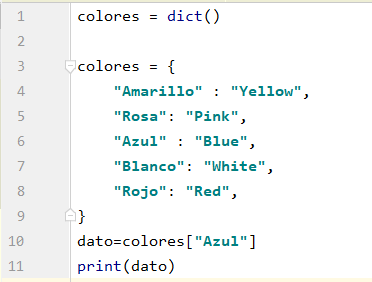 1 colores = dict()
2
3 colores = {
4 "Amarillo" : "Yellow",
5 "Rosa": "Pink",
6 "Azul" : "Blue",
7 "Blanco": "White",
8 "Rojo": "Red",
9 }
10 dato=colores["Azul"]
11 print(dato)